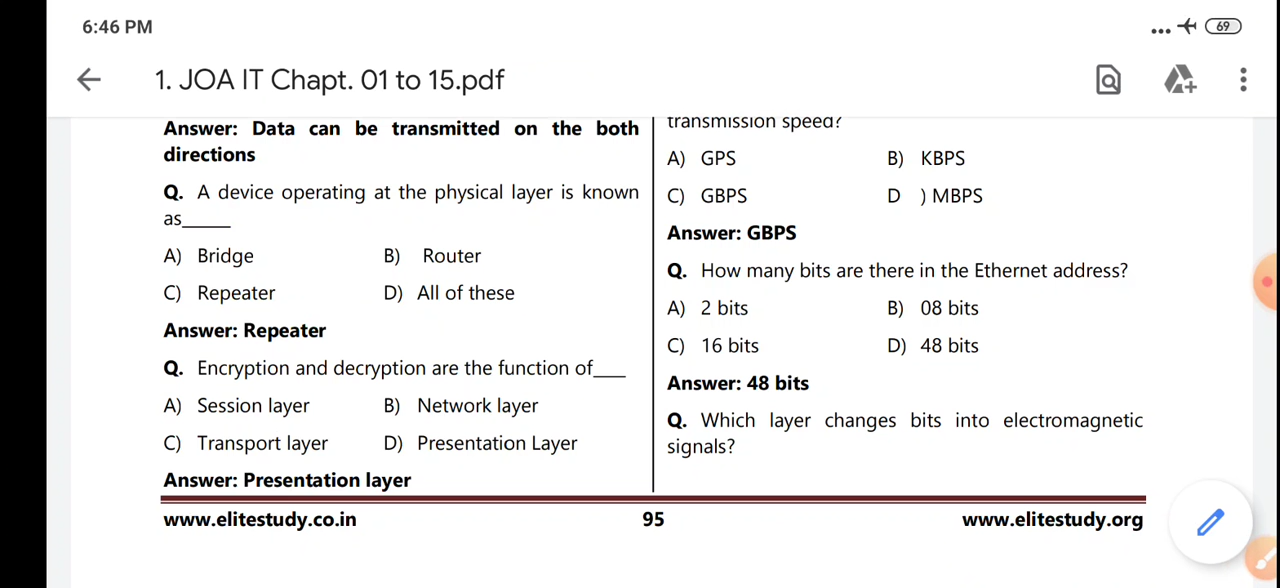 6:46 PM
69
1. JOA IT Chapt. 01 to 15.pdf
Answer: Data can be transmitted on the both
directions
Q. A device operating at the physical layer is known
as_____
A) Bridge B) Router
C) Repeater D) All of these
Answer: Repeater
Q. Encryption and decryption are the function of___
A) Session layer B) Network layer
C) Transport layer D) Presentation Layer
Answer: Presentation layer
transmission speed?
A) GPS B) KBPS
C) GBPS D ) MBPS
Answer: GBPS
Q. How many bits are there in the Ethernet address?
A) 2 bits B) 08 bits
C) 16 bits D) 48 bits
Answer: 48 bits
Q. Which layer changes bits into electromagnetic
signals?
www.elitestudy.co.in 95 www.elitestudy.org